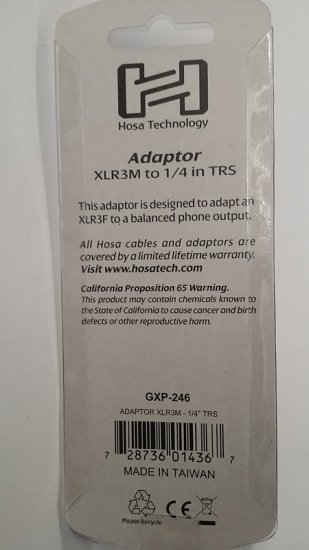 Hosa Technology
Adaptor
XLR3M to 1/4 in TRS
This adaptor is designed to adapt an
XLR3F to a balanced phone output.
All Hosa cables and adaptors are
covered by a limited lifetime warranty.
Visit www.hosatech.com
California Proposition 65 Warning.
This product may contain chemicals known to
the State of California to cause cancer and birth
defects or other reproductive harm.
GXP-246
ADAPTOR XLR3M - 1/4" TRS
7 28736 01436 7
MADE IN TAIWAN
CE
Please Recycle